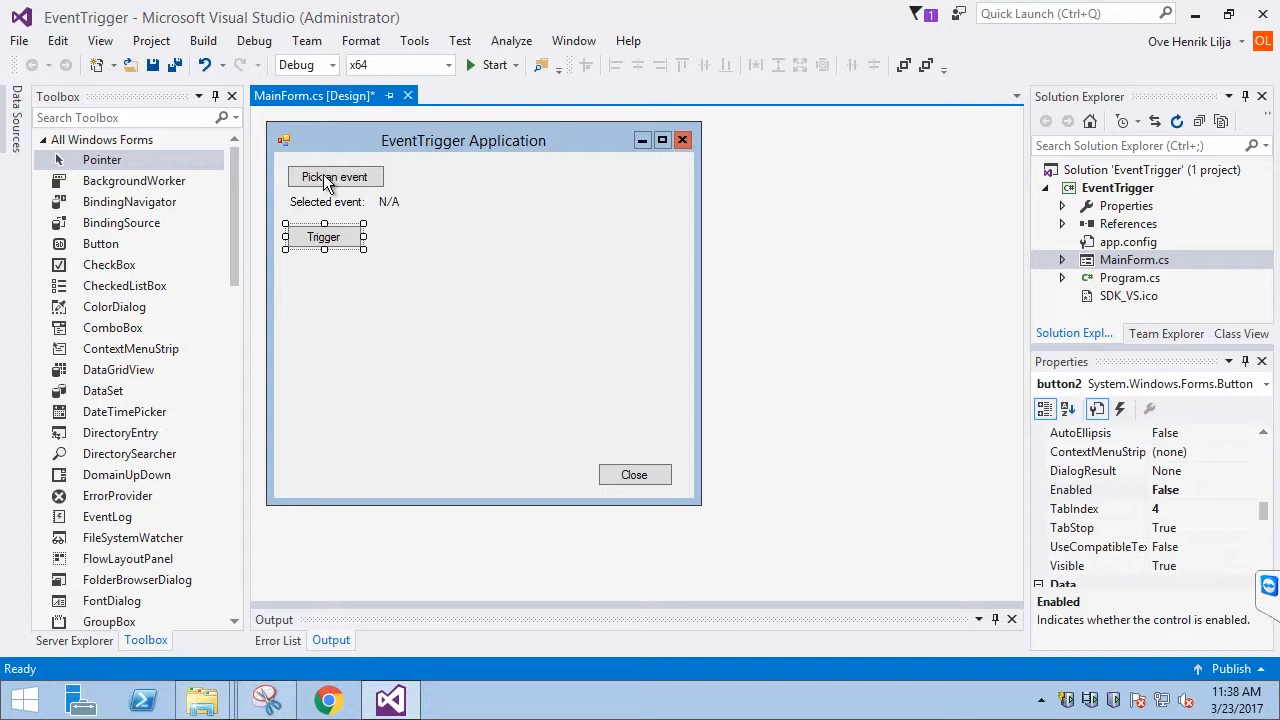 EventTrigger - Microsoft Visual Studio (Administrator)
1
Quick Launch (Ctrl+Q)
File Edit View Project Build Debug Team Format Tools Test Analyze Window Help
Ove Henrik Lilja
OL
Debug
x64
Start
Data Sources
Toolbox
Search Toolbox
All Windows Forms
Pointer
BackgroundWorker
BindingNavigator
BindingSource
Button
CheckBox
CheckedListBox
ColorDialog
ComboBox
ContextMenuStrip
DataGridView
DataSet
DateTimePicker
DirectoryEntry
DirectorySearcher
DomainUpDown
ErrorProvider
EventLog
FileSystemWatcher
FlowLayoutPanel
FolderBrowserDialog
FontDialog
GroupBox
Server Explorer Toolbox
MainForm.cs [Design]*
EventTrigger Application
Pick an event
Selected event: N/A
Trigger
Close
Output
Error List Output
Solution Explorer
Search Solution Explorer (Ctrl+;)
Solution 'EventTrigger' (1 project)
EventTrigger
Properties
References
app.config
MainForm.cs
Program.cs
SDK_VS.ico
Solution Expl... Team Explorer Class View
Properties
button2 System.Windows.Forms.Button
AutoEllipsis False
ContextMenuStrip (none)
DialogResult None
Enabled False
TabIndex 4
TabStop True
UseCompatibleTe False
Visible True
Data
Enabled
Indicates whether the control is enabled.
Ready
Publish
11:38 AM
3/23/2017